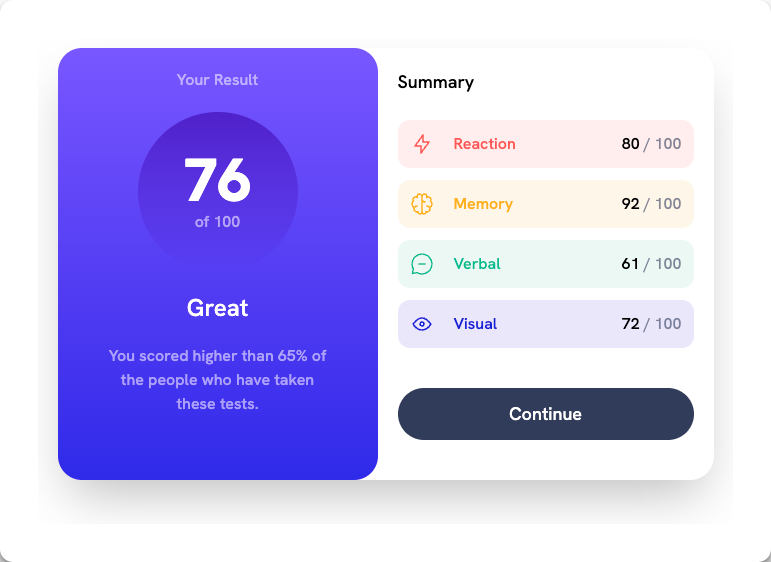 Your Result
76
of 100
Great
You scored higher than 65% of
the people who have taken
these tests.
Summary
Reaction 80 / 100
Memory 92 / 100
Verbal 61 / 100
Visual 72 / 100
Continue